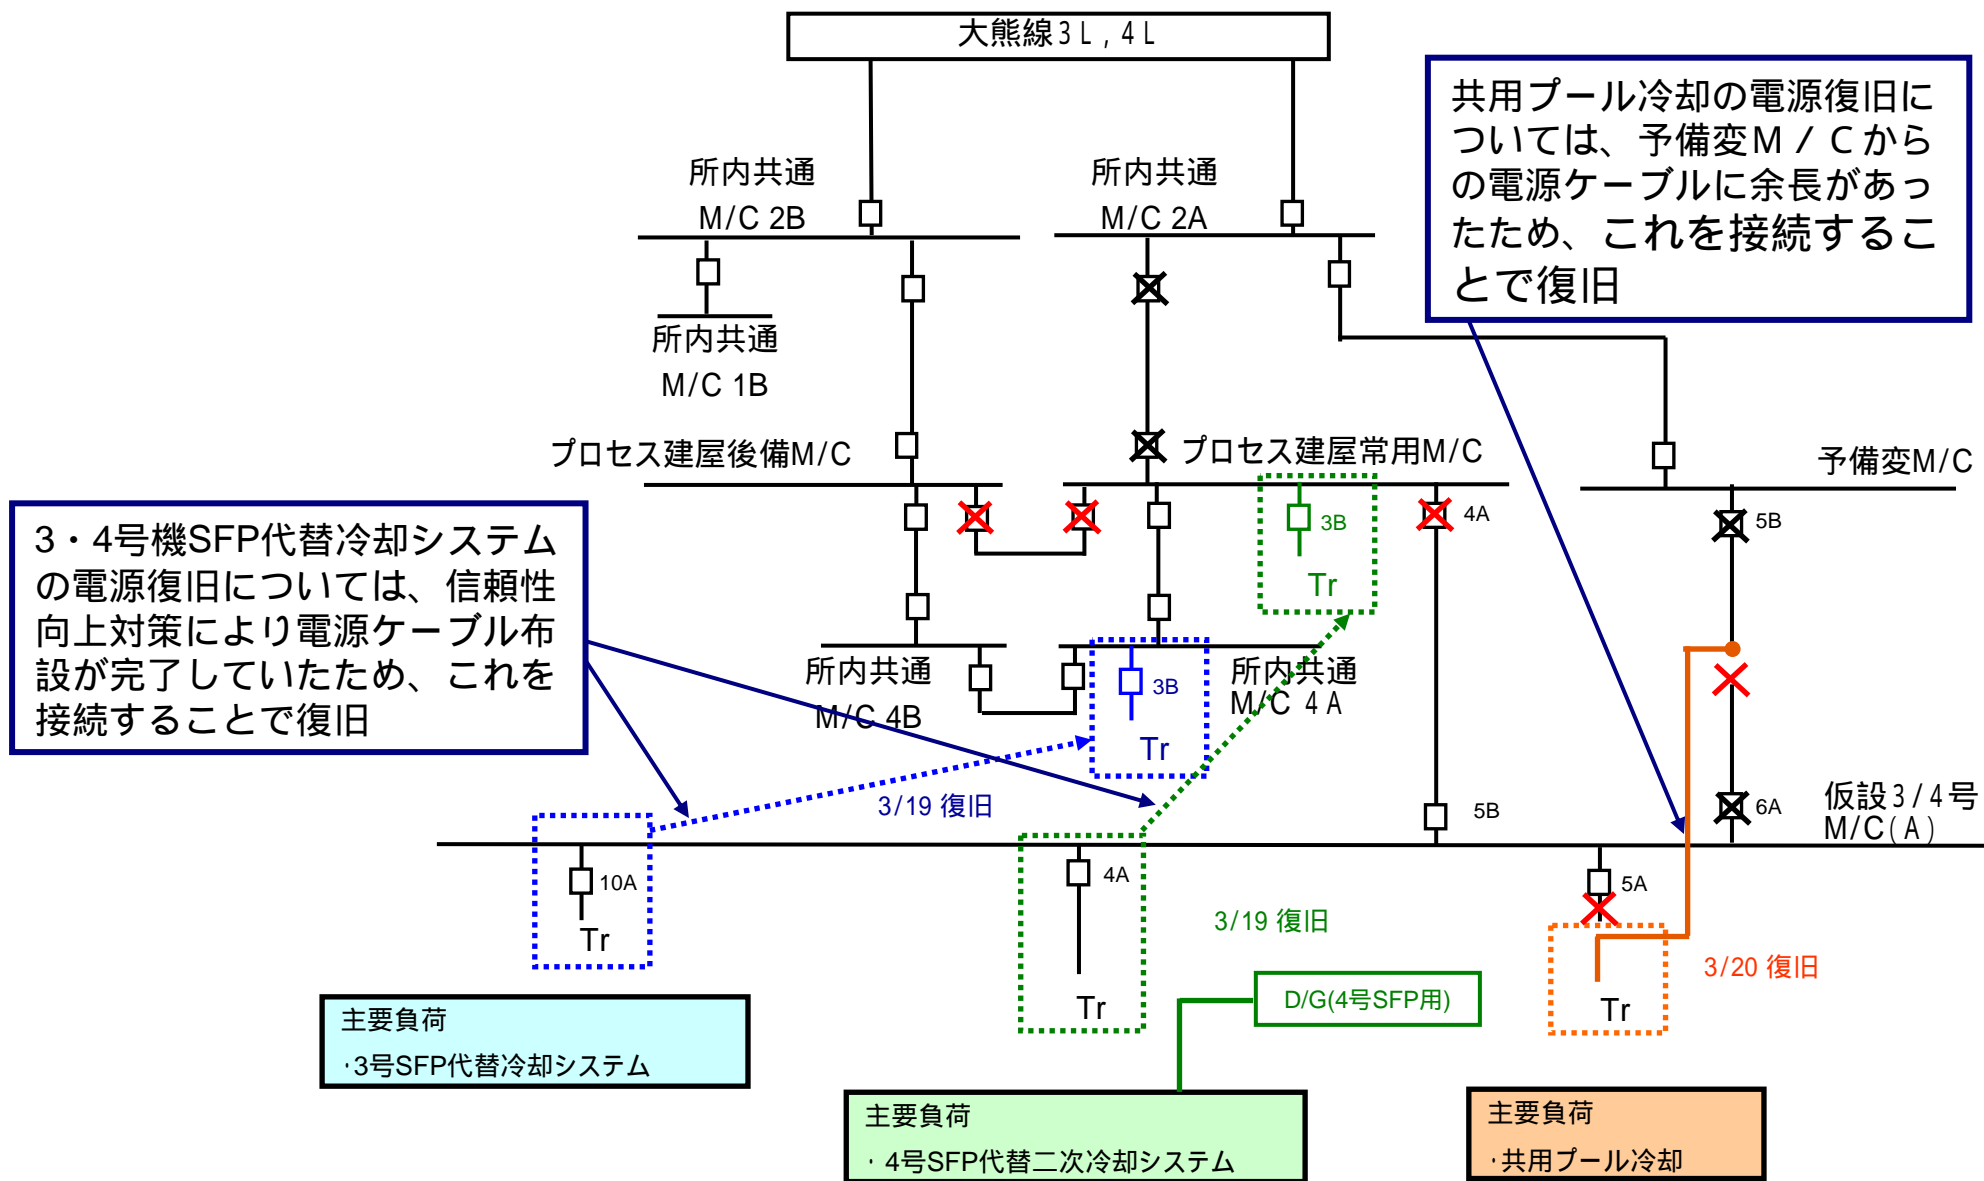 大熊線3L,4L
共用プール冷却の電源復旧に
ついては、予備変M/Cから
の電源ケーブルに余長があっ
たため、これを接続するこ
とで復旧
所内共通
M/C 2B
所内共通
M/C 2A
所内共通
M/C 1B
プロセス建屋後備M/C
プロセス建屋常用M/C
予備変M/C
3・4号機SFP代替冷却システム
の電源復旧については、信頼性
向上対策により電源ケーブル布
設が完了していたため、これを
接続することで復旧
3B
Tr
4A
5B
所内共通
M/C 4B
3B
Tr
所内共通
M/C 4A
3/19 復旧
5B
6A
仮設3/4号
M/C(A)
10A
Tr
4A
Tr
3/19 復旧
5A
Tr
3/20 復旧
D/G(4号SFP用)
主要負荷
・3号SFP代替冷却システム
主要負荷
・4号SFP代替二次冷却システム
主要負荷
・共用プール冷却